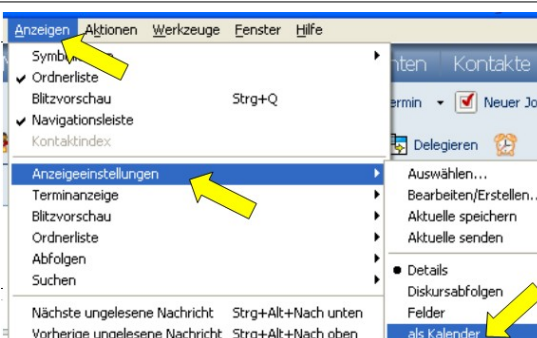 Anzeigen Aktionen Werkzeuge Fenster Hilfe
Ordnerliste
Blitzvorschau Strg+Q
Navigationsleiste
Kontaktindex
Anzeigeeinstellungen
Terminanzeige
Blitzvorschau
Ordnerliste
Abfolgen
Suchen
Nächste ungelesene Nachricht Strg+Alt+Nach unten
Vorherige ungelesene Nachricht Strg+Alt+Nach oben
Kontakte
Neuer
Delegieren
Auswählen...
Bearbeiten/Erstellen...
Aktuelle speichern
Aktuelle senden
Details
Diskursabfolgen
Felder
als Kalender